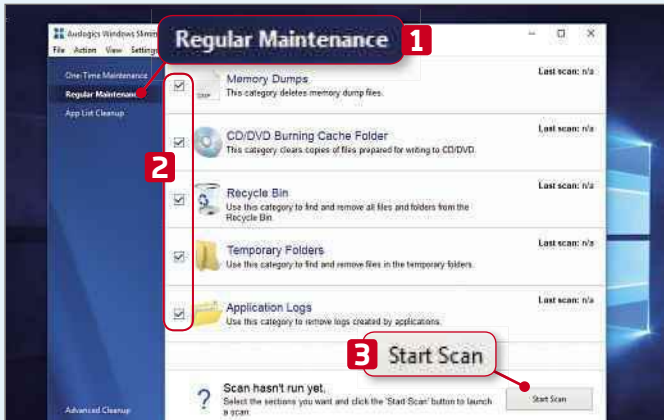 Auslogics Windows Slimmer
File Action View Settings
Regular Maintenance 1
One-Time Maintenance
Regular Maintenance
App List Cleanup
2
Memory Dumps
This category deletes memory dump files.
Last scan: n/a
CD/DVD Burning Cache Folder
This category clears copies of files prepared for writing to CD/DVD.
Last scan: n/a
Recycle Bin
Use this category to find and remove all files and folders from the
Recycle Bin.
Last scan: n/a
Temporary Folders
Use this category to find and remove files in the temporary folders.
Last scan: n/a
Application Logs
Use this category to remove logs created by applications.
Last scan: n/a
3 Start Scan
Scan hasn't run yet.
Select the sections you want and click the 'Start Scan' button to launch
a scan.
Start Scan
Advanced Cleanup